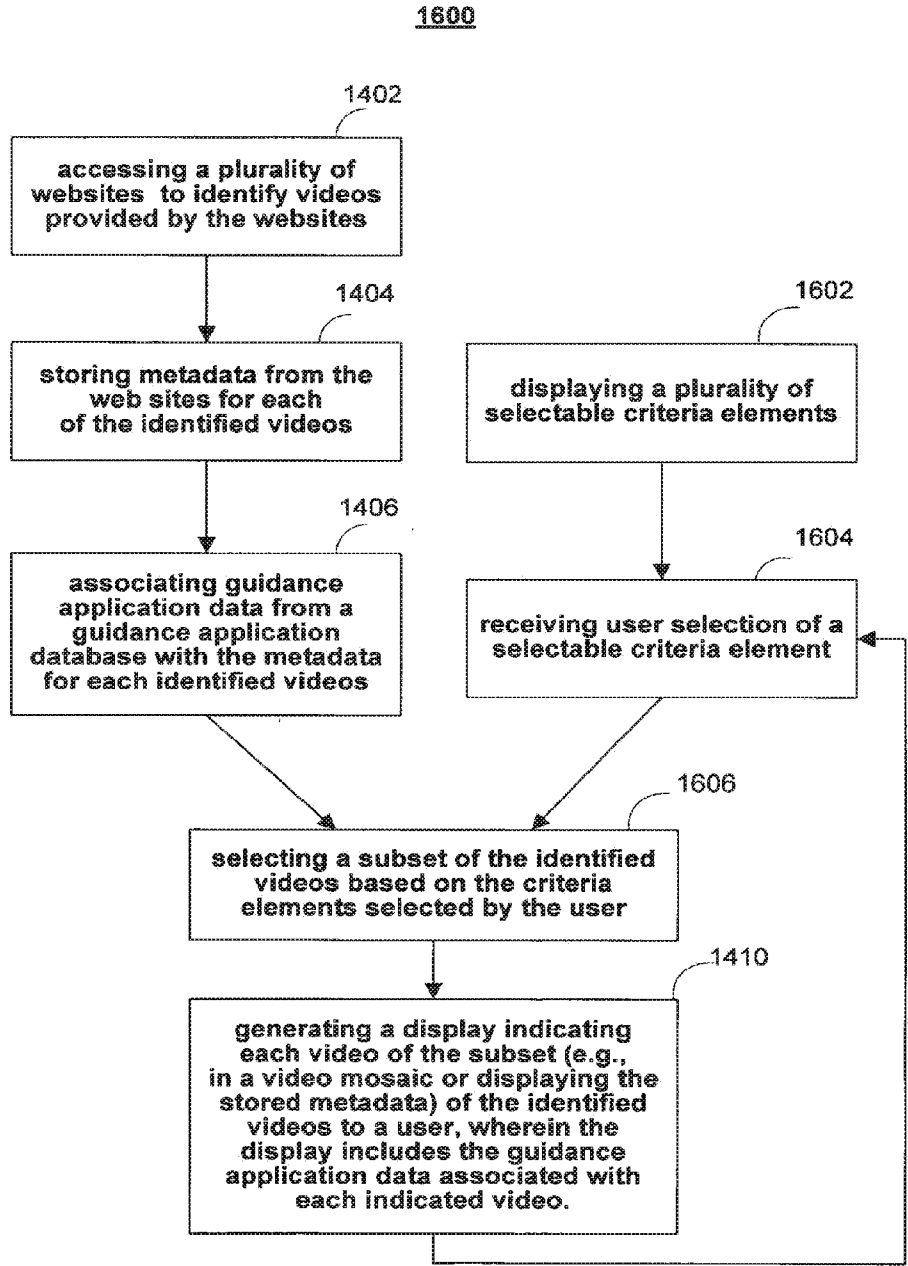 1600
1402
accessing a plurality of
websites to identify videos
provided by the websites
1404
storing metadata from the
web sites for each
of the identified videos
1406
associating guidance
application data from a
guidance application
database with the metadata
for each identified videos
1602
displaying a plurality of
selectable criteria elements
1604
receiving user selection of a
selectable criteria element
1606
selecting a subset of the identified
videos based on the criteria
elements selected by the user
1410
generating a display indicating
each video of the subset (e.g.,
in a video mosaic or displaying the
stored metadata) of the identified
videos to a user, wherein the
display includes the guidance
application data associated with
each indicated video.